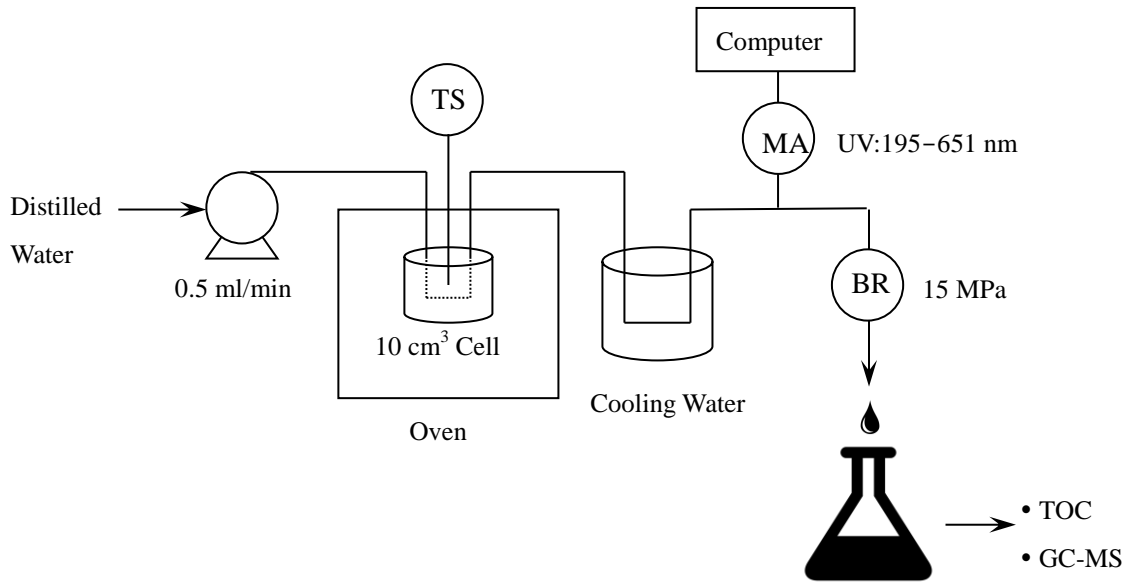 Computer
TS
MA
UV:195-651 nm
Distilled
Water
0.5 ml/min
BR
15 MPa
10 cm³ Cell
Cooling Water
Oven
• TOC
• GC-MS